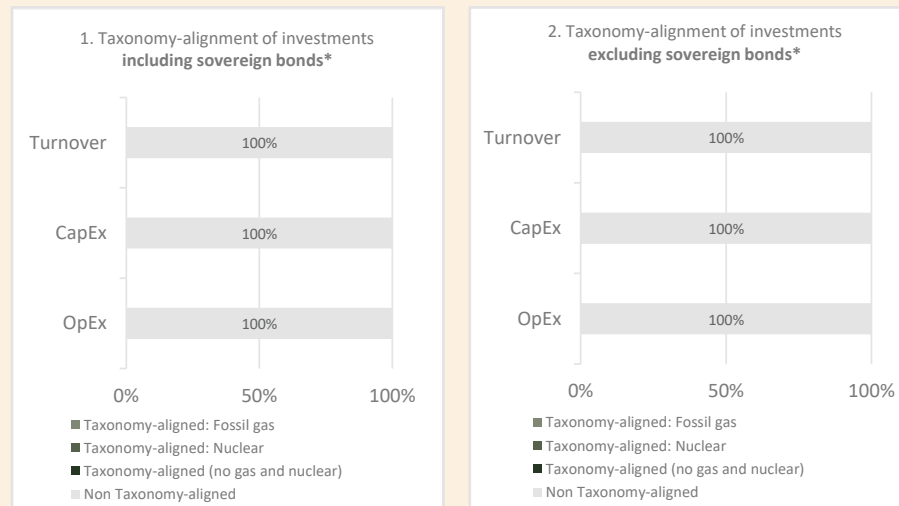 1. Taxonomy-alignment of investments
including sovereign bonds*
Turnover
100%
CapEx
100%
OpEx
100%
0%
50%
100%
Taxonomy-aligned: Fossil gas
Taxonomy-aligned: Nuclear
Taxonomy-aligned (no gas and nuclear)
Non Taxonomy-aligned
2. Taxonomy-alignment of investments
excluding sovereign bonds*
Turnover
100%
CapEx
100%
OpEx
100%
0%
50%
100%
Taxonomy-aligned: Fossil gas
Taxonomy-aligned: Nuclear
Taxonomy-aligned (no gas and nuclear)
Non Taxonomy-aligned